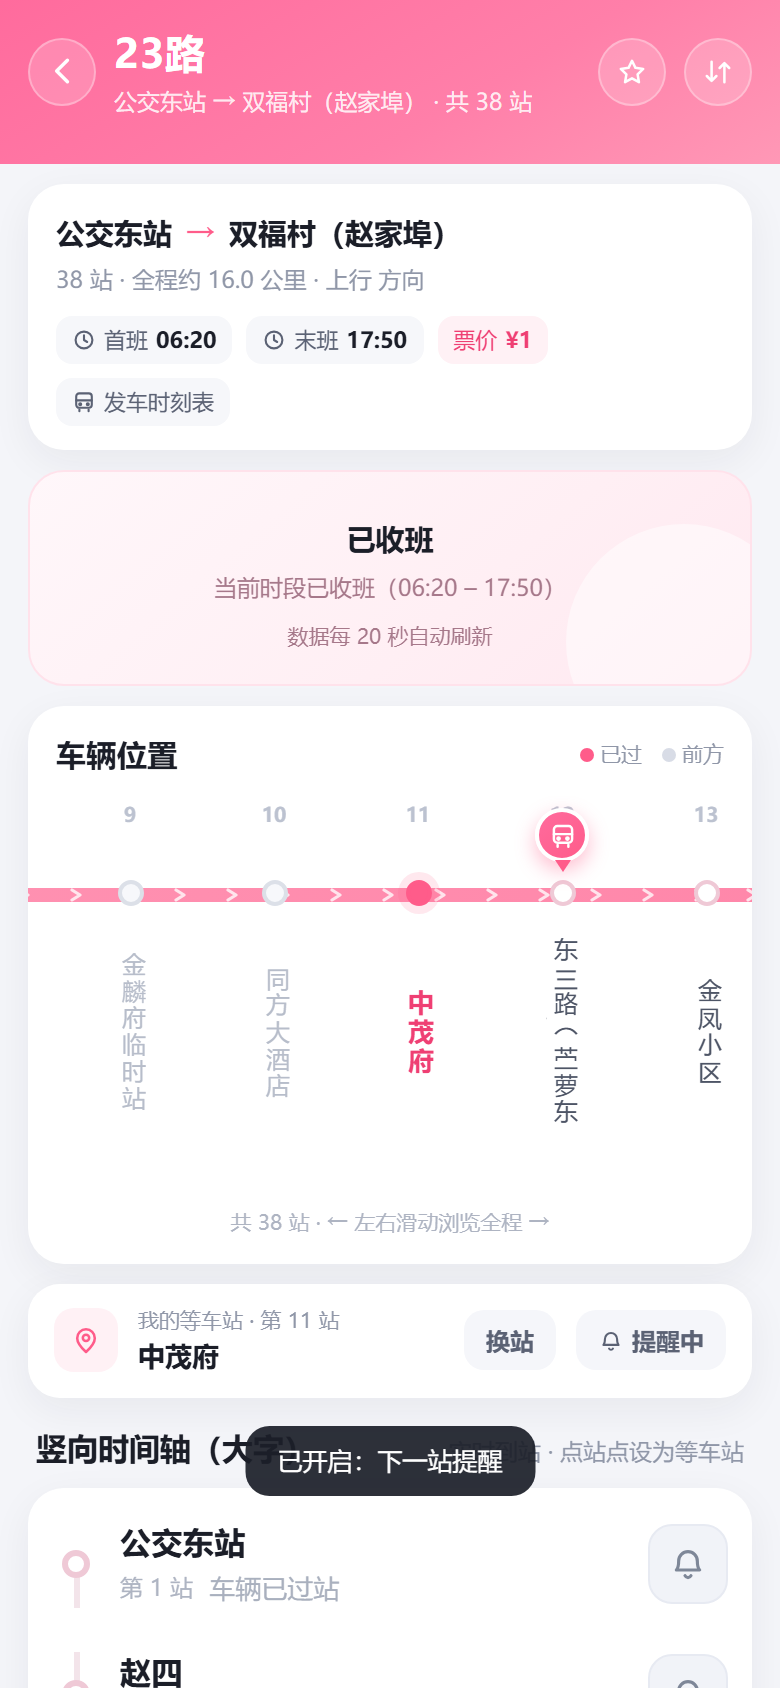 23路
公交东站 → 双福村（赵家埠） · 共 38 站
公交东站 → 双福村（赵家埠）
38 站 · 全程约 16.0 公里 · 上行 方向
首班 06:20
末班 17:50
票价 ¥1
发车时刻表
已收班
当前时段已收班（06:20 – 17:50）
数据每 20 秒自动刷新
车辆位置
已过
前方
9
10
11
13
金麟府临时站
同方大酒店
中茂府
东三路（苎萝东
金凤小区
共 38 站 · ← 左右滑动浏览全程 →
我的等车站 · 第 11 站
中茂府
换站
提醒中
竖向时间轴（大字）
到站 · 点站点设为等车站
已开启：下一站提醒
公交东站
第 1 站 车辆已过站
赵四